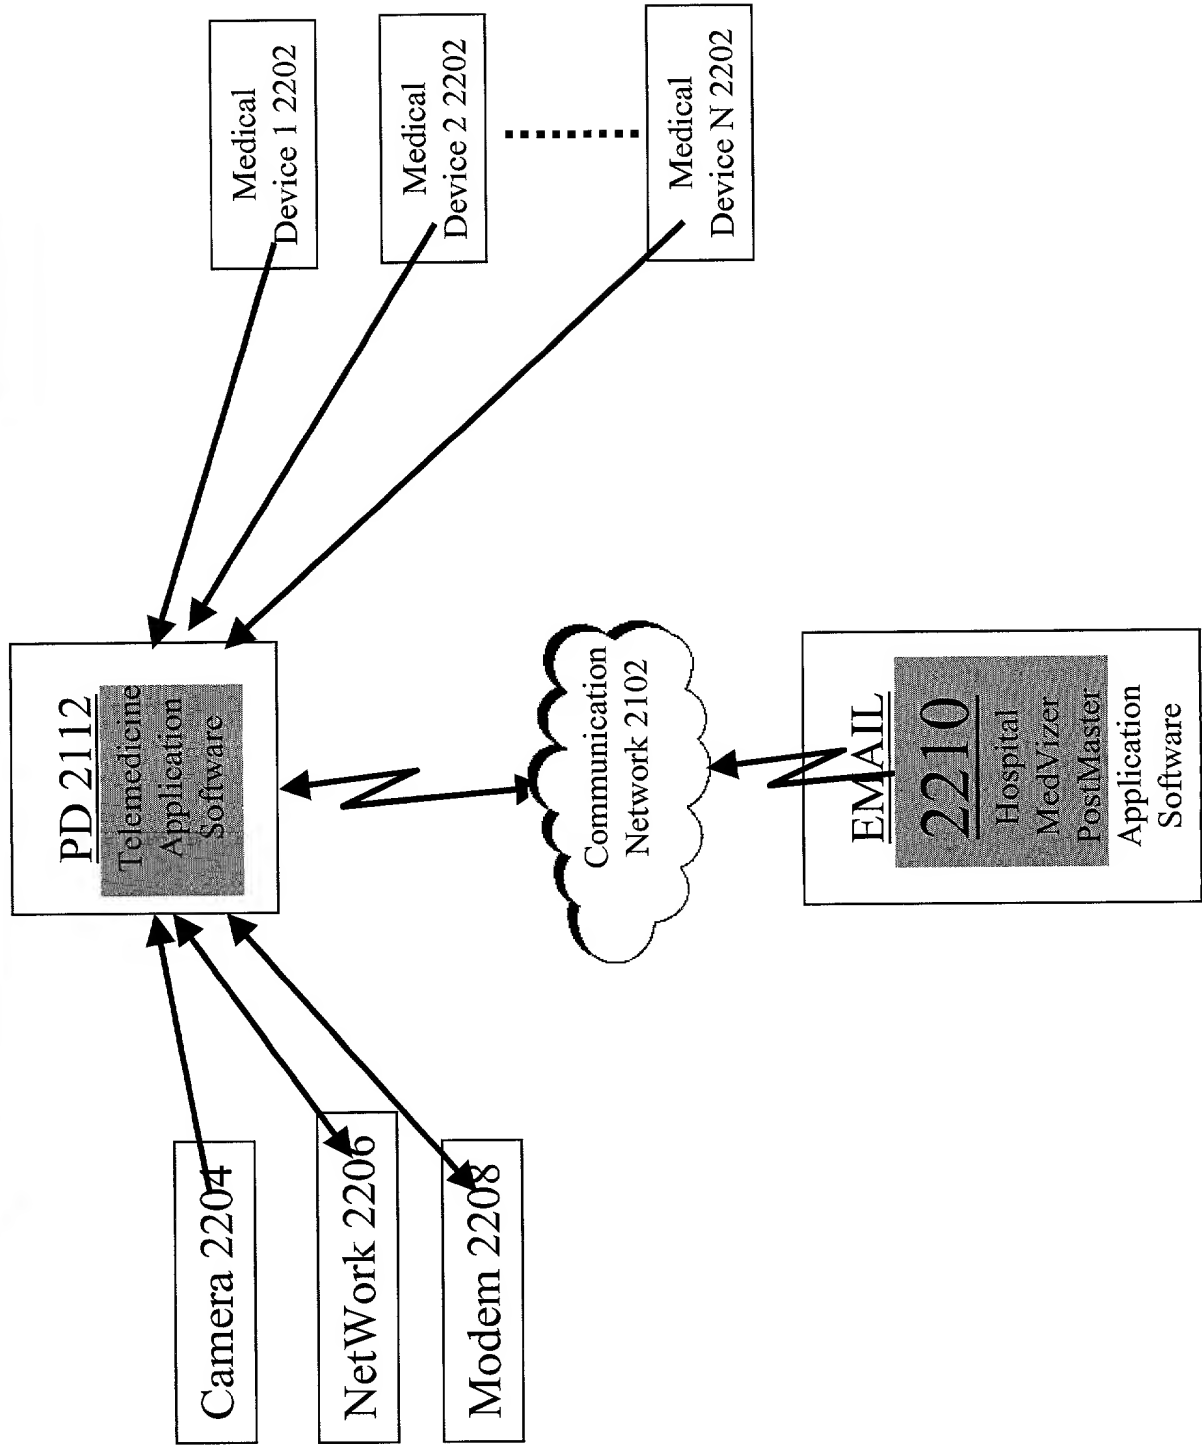 Camera 2204
NetWork 2206
Modem 2208
PD 2112
Telemedicine
Application
Software
Communication
Network 2102
EMAIL
2210
Hospital
MedVizer
PostMaster
Application
Software
Medical
Device 1 2202
Medical
Device 2 2202
Medical
Device N 2202